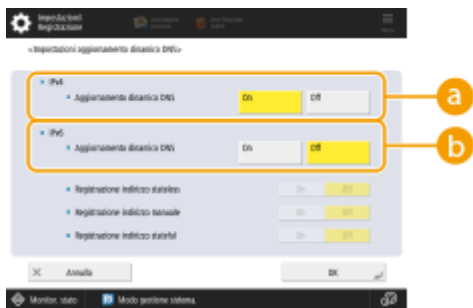 Impostazioni/
Registrazione
<Impostazioni aggiornamento dinamico DNS>
IPv4
Aggiornamento dinamico DNS
On
Off
a
IPv6
Aggiornamento dinamico DNS
On
Off
b
Registrazione indirizzo stateless
On
Off
Registrazione indirizzo manuale
On
Off
Registrazione indirizzo stateful
On
Off
Annulla
OK
Monitor. stato
Modo gestione sistema.